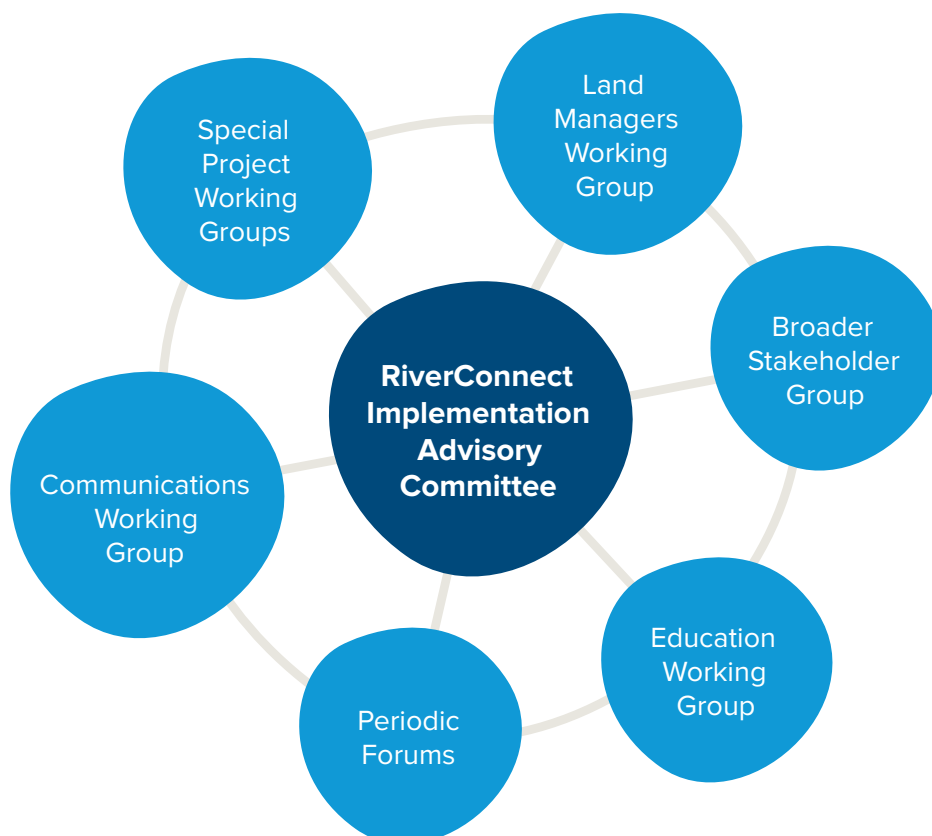 Land
Managers
Working
Group
Special
Project
Working
Groups
Broader
Stakeholder
Group
RiverConnect
Implementation
Advisory
Committee
Communications
Working
Group
Education
Working
Group
Periodic
Forums